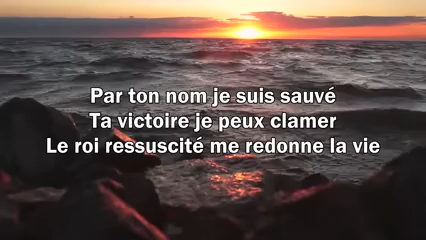 Par ton nom je suis sauvé
Ta victoire je peux clamer
Le roi ressuscité me redonne la vie